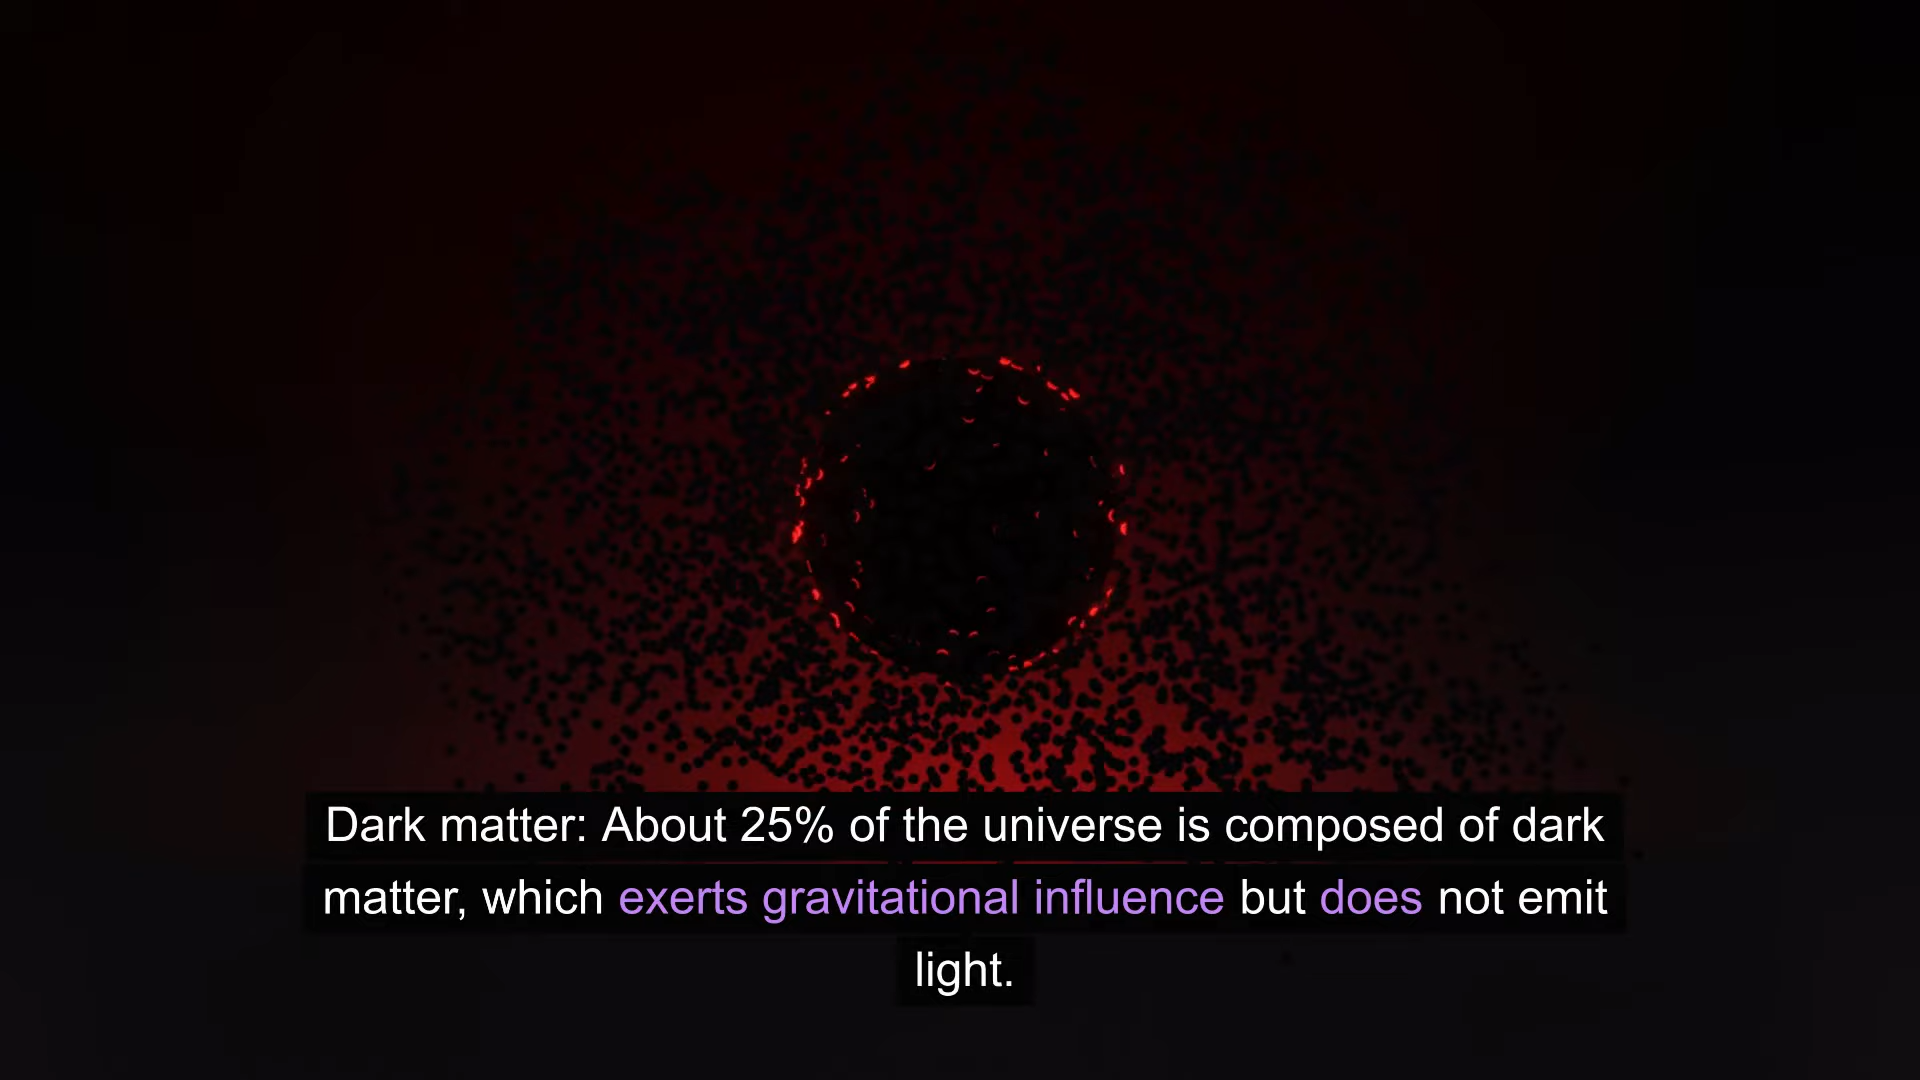 Dark matter: About 25% of the universe is composed of dark
matter, which exerts gravitational influence but does not emit
light.